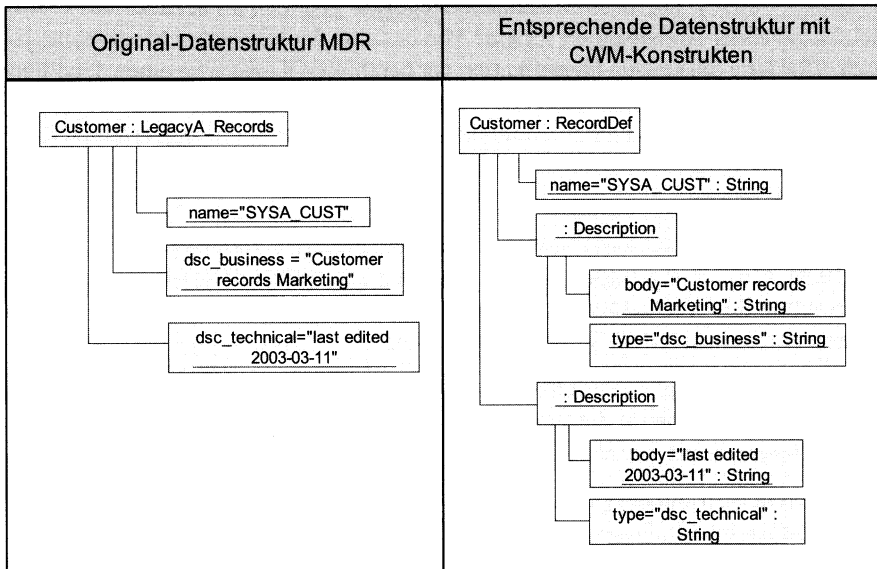 Original-Datenstruktur MDR
Entsprechende Datenstruktur mit
CWM-Konstrukten
Customer : LegacyA_Records
name="SYSA_CUST"
dsc_business = "Customer
records Marketing"
dsc_technical="last edited
2003-03-11"
Customer : RecordDef
name="SYSA_CUST" : String
: Description
body="Customer records
Marketing" : String
type="dsc_business" : String
: Description
body="last edited
2003-03-11" : String
type="dsc_technical" :
String